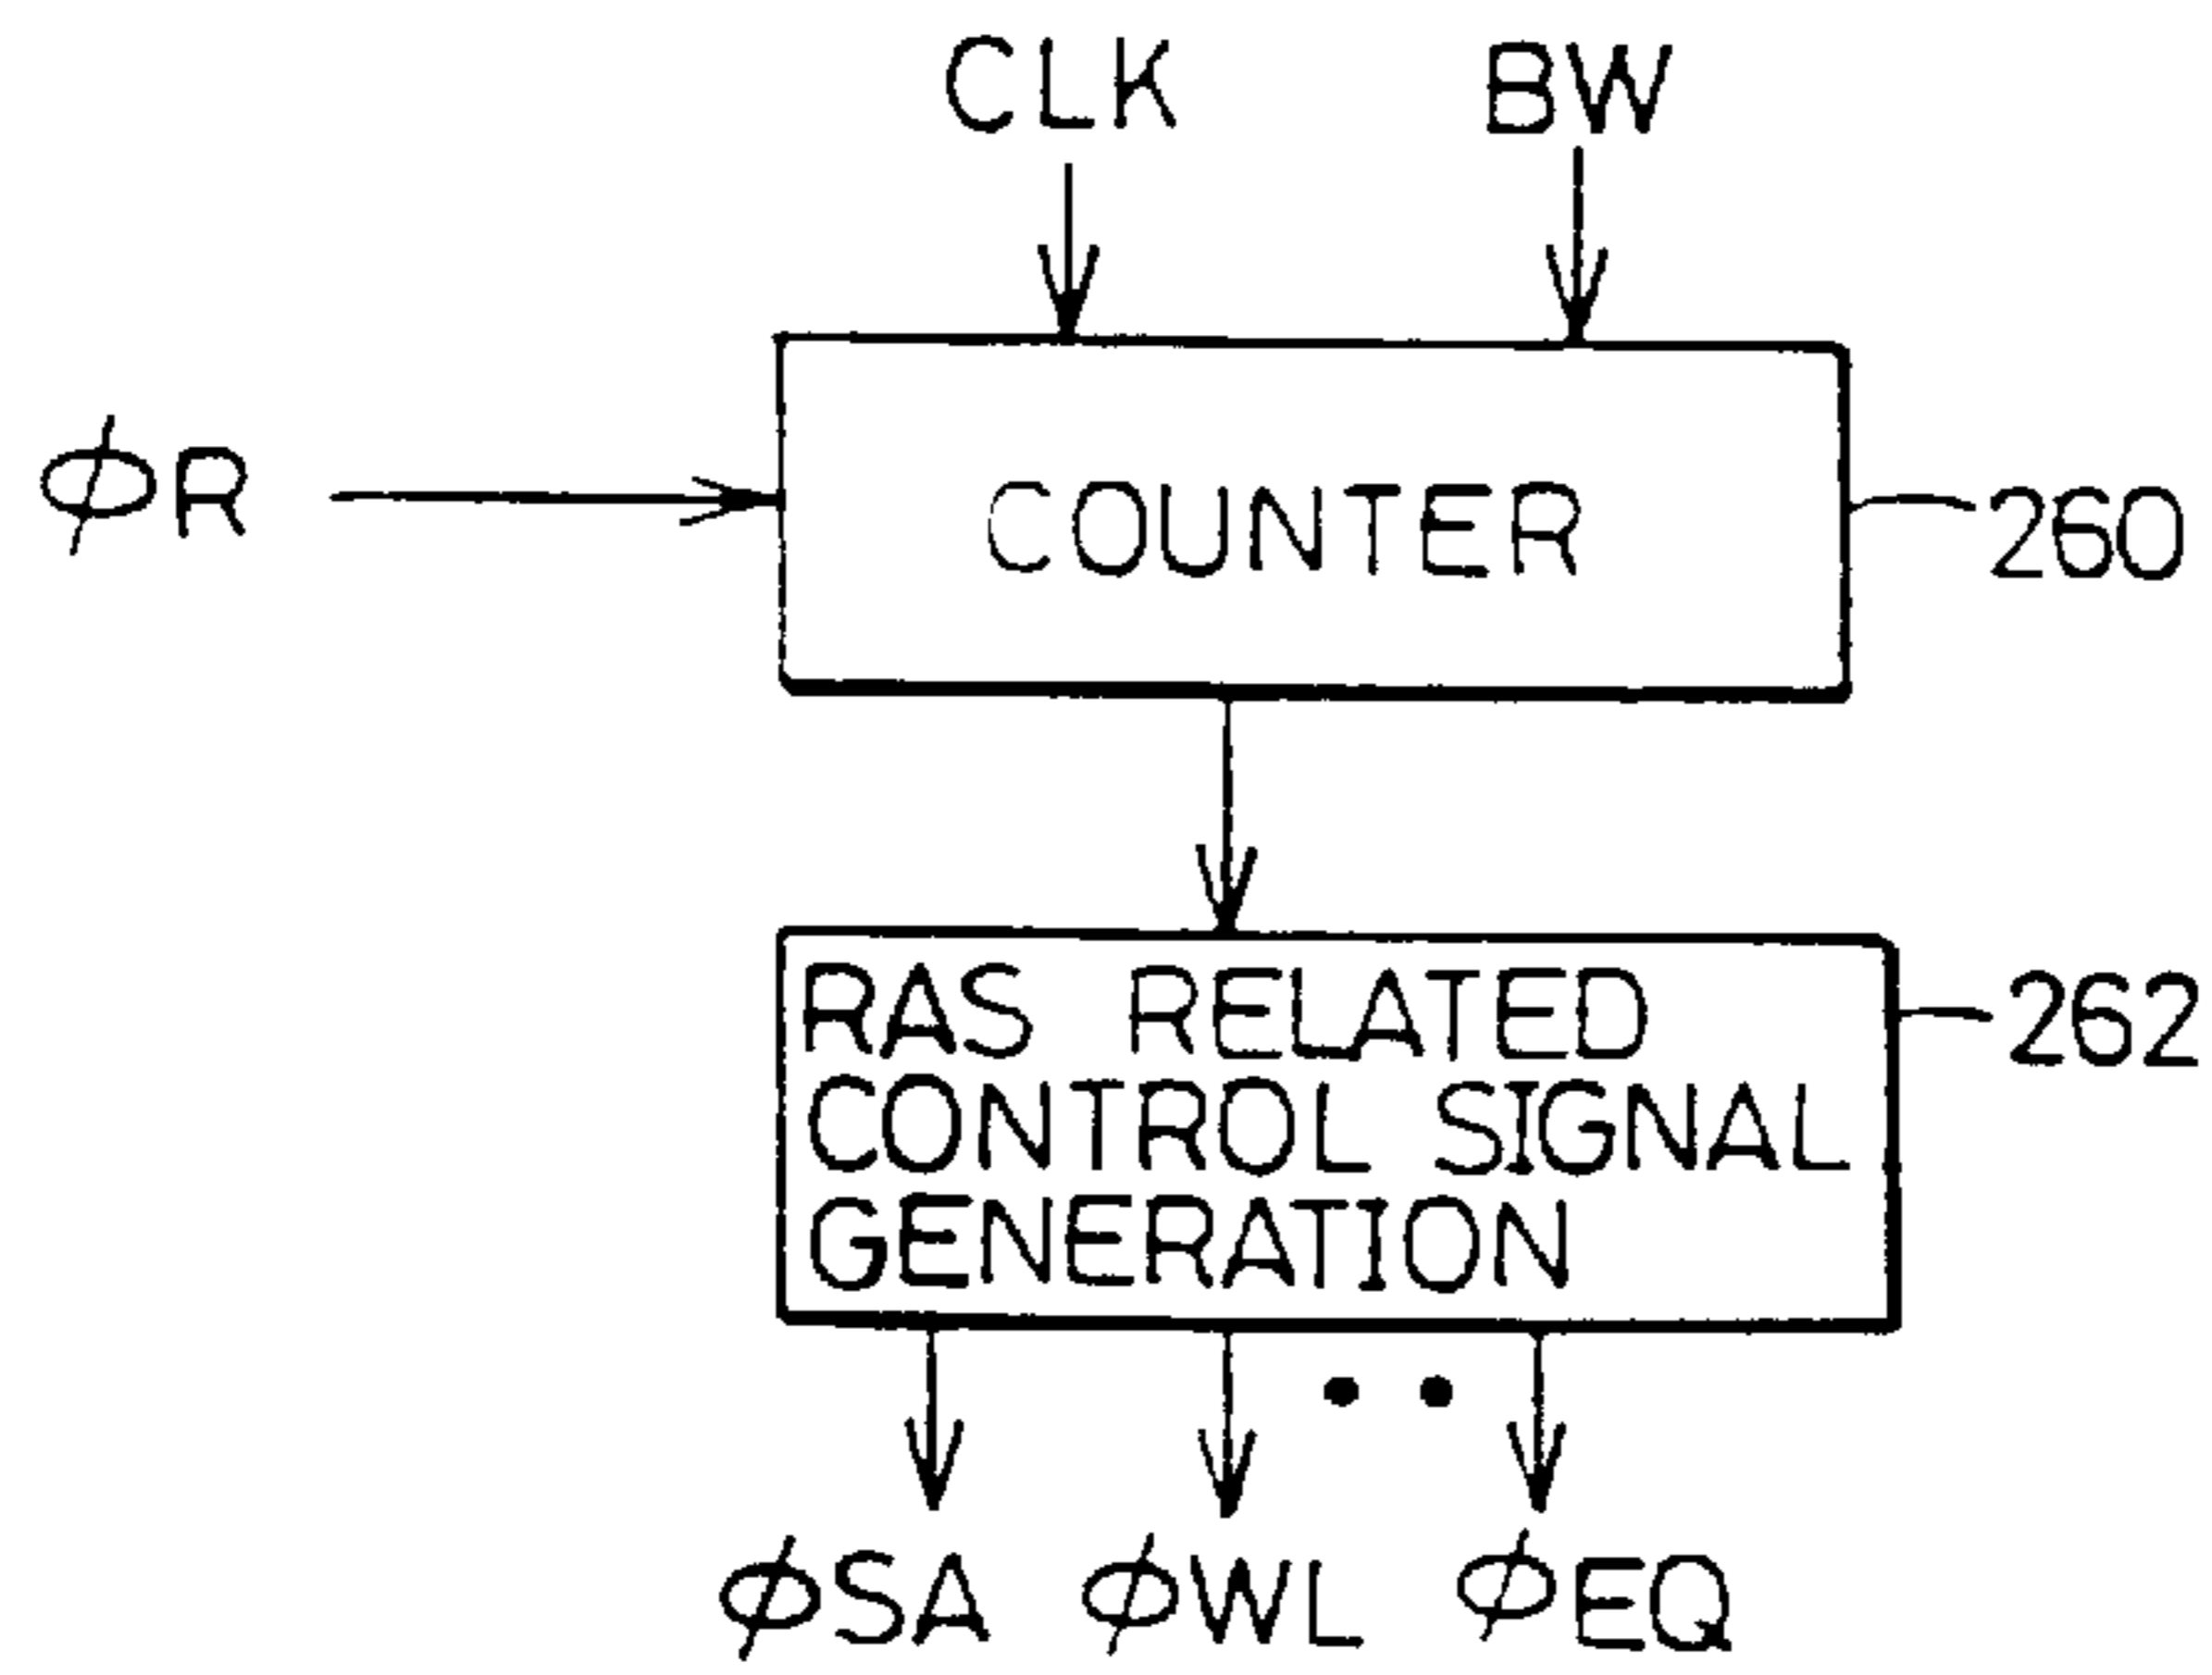 CLK
BW
ϕR
COUNTER
260
RAS RELATED
CONTROL SIGNAL
GENERATION
262
ϕSA
ϕWL
ϕEQ